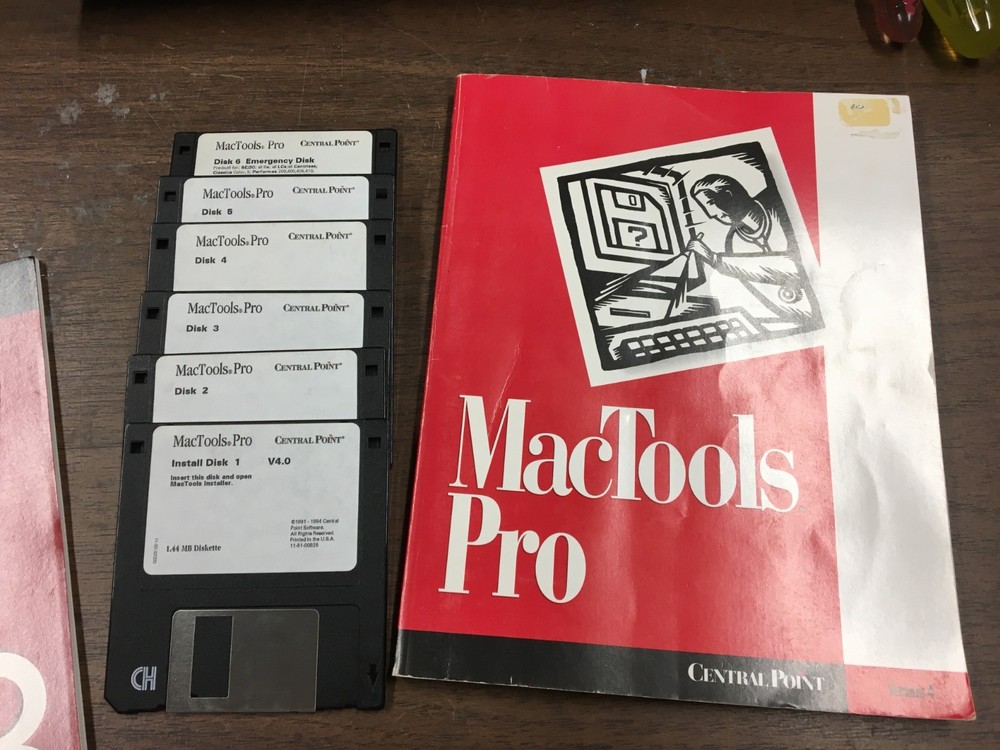 MacTools® Pro CENTRAL POINT®
Disk 6 Emergency Disk
MacTools® Pro CENTRAL POINT®
Disk 5
MacTools® Pro CENTRAL POINT®
Disk 4
MacTools® Pro CENTRAL POINT®
Disk 3
MacTools® Pro CENTRAL POINT®
Disk 2
MacTools® Pro CENTRAL POINT®
Install Disk 1 V4.0
Insert this disk and open
MacTools Installer.
©1991 - 1994 Central
Point Software.
All Rights Reserved.
Printed in the U.S.A.
1.44 MB Diskette
CH
?
MacTools
Pro
CENTRAL POINT
8